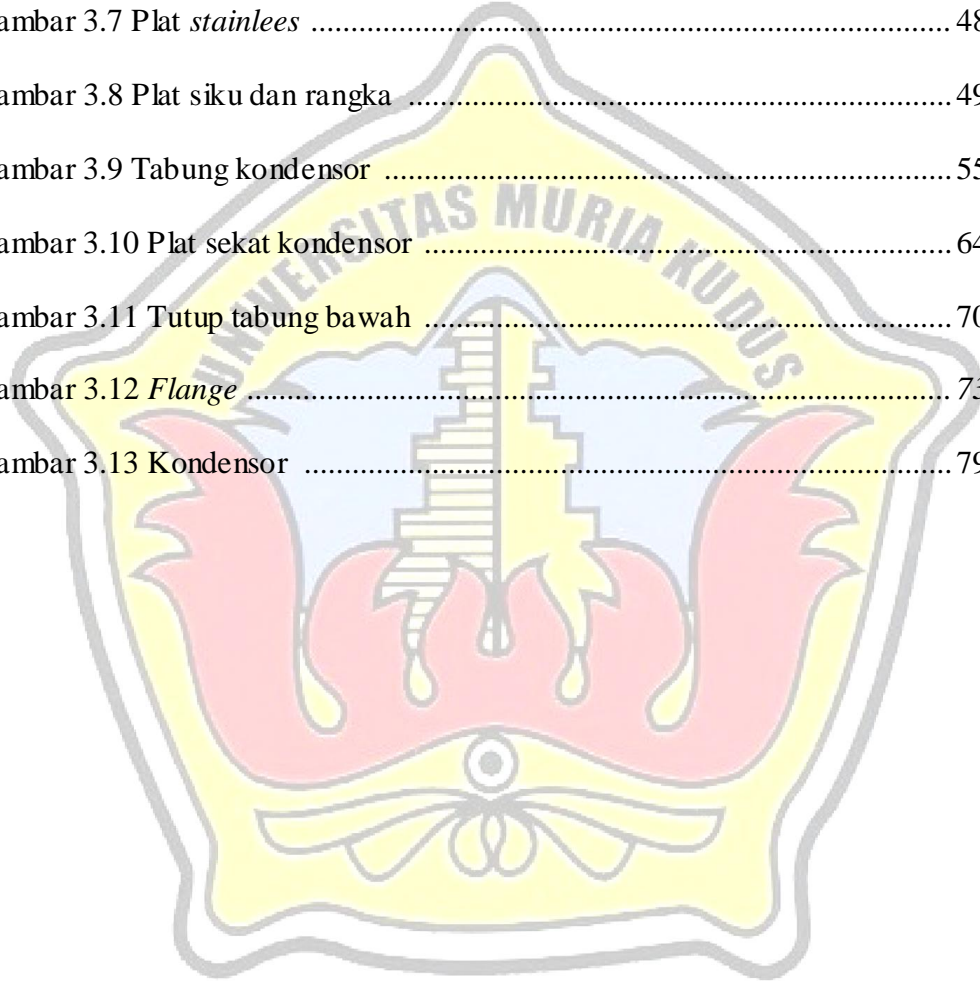 ambar 3.7 Plat stainlees ................................................................ 48
ambar 3.8 Plat siku dan rangka ................................................................ 49
ambar 3.9 Tabung kondensor ................................................................ 55
ambar 3.10 Plat sekat kondensor ................................................................ 64
ambar 3.11 Tutup tabung bawah ................................................................ 70
ambar 3.12 Flange ................................................................ 73
ambar 3.13 Kondensor ................................................................ 79
UNIVERSITAS MURIA KUDUS